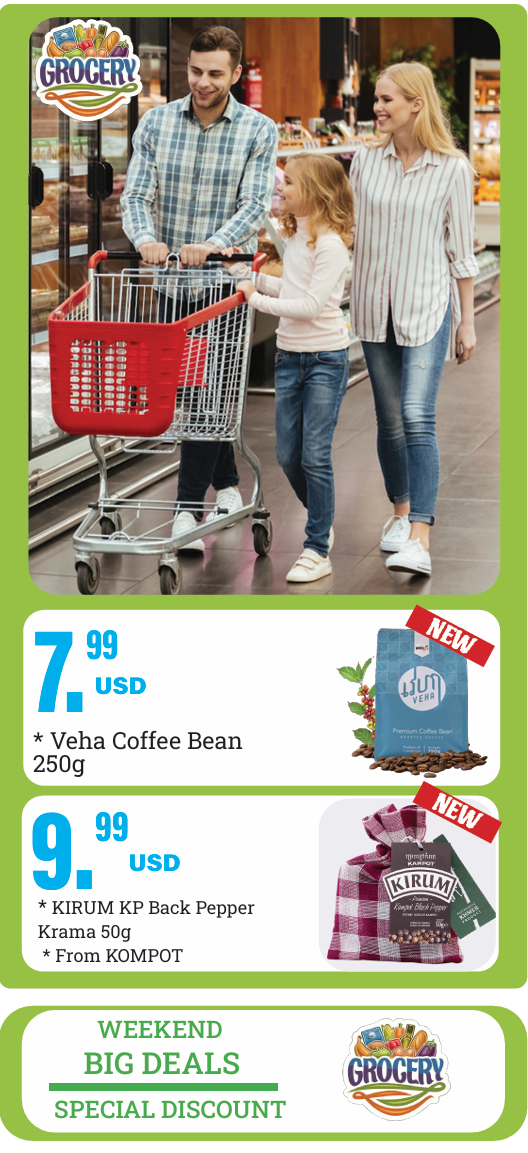 GROCERY
7.99 USD
NEW
* Veha Coffee Bean
250g
VEHA
Premium Coffee Bean
9.99 USD
NEW
* KIRUM KP Back Pepper
Krama 50g
* From KOMPOT
KAMPOT
KIRUM
Premium
Kampot Black Pepper
WEEKEND
BIG DEALS
SPECIAL DISCOUNT
GROCERY